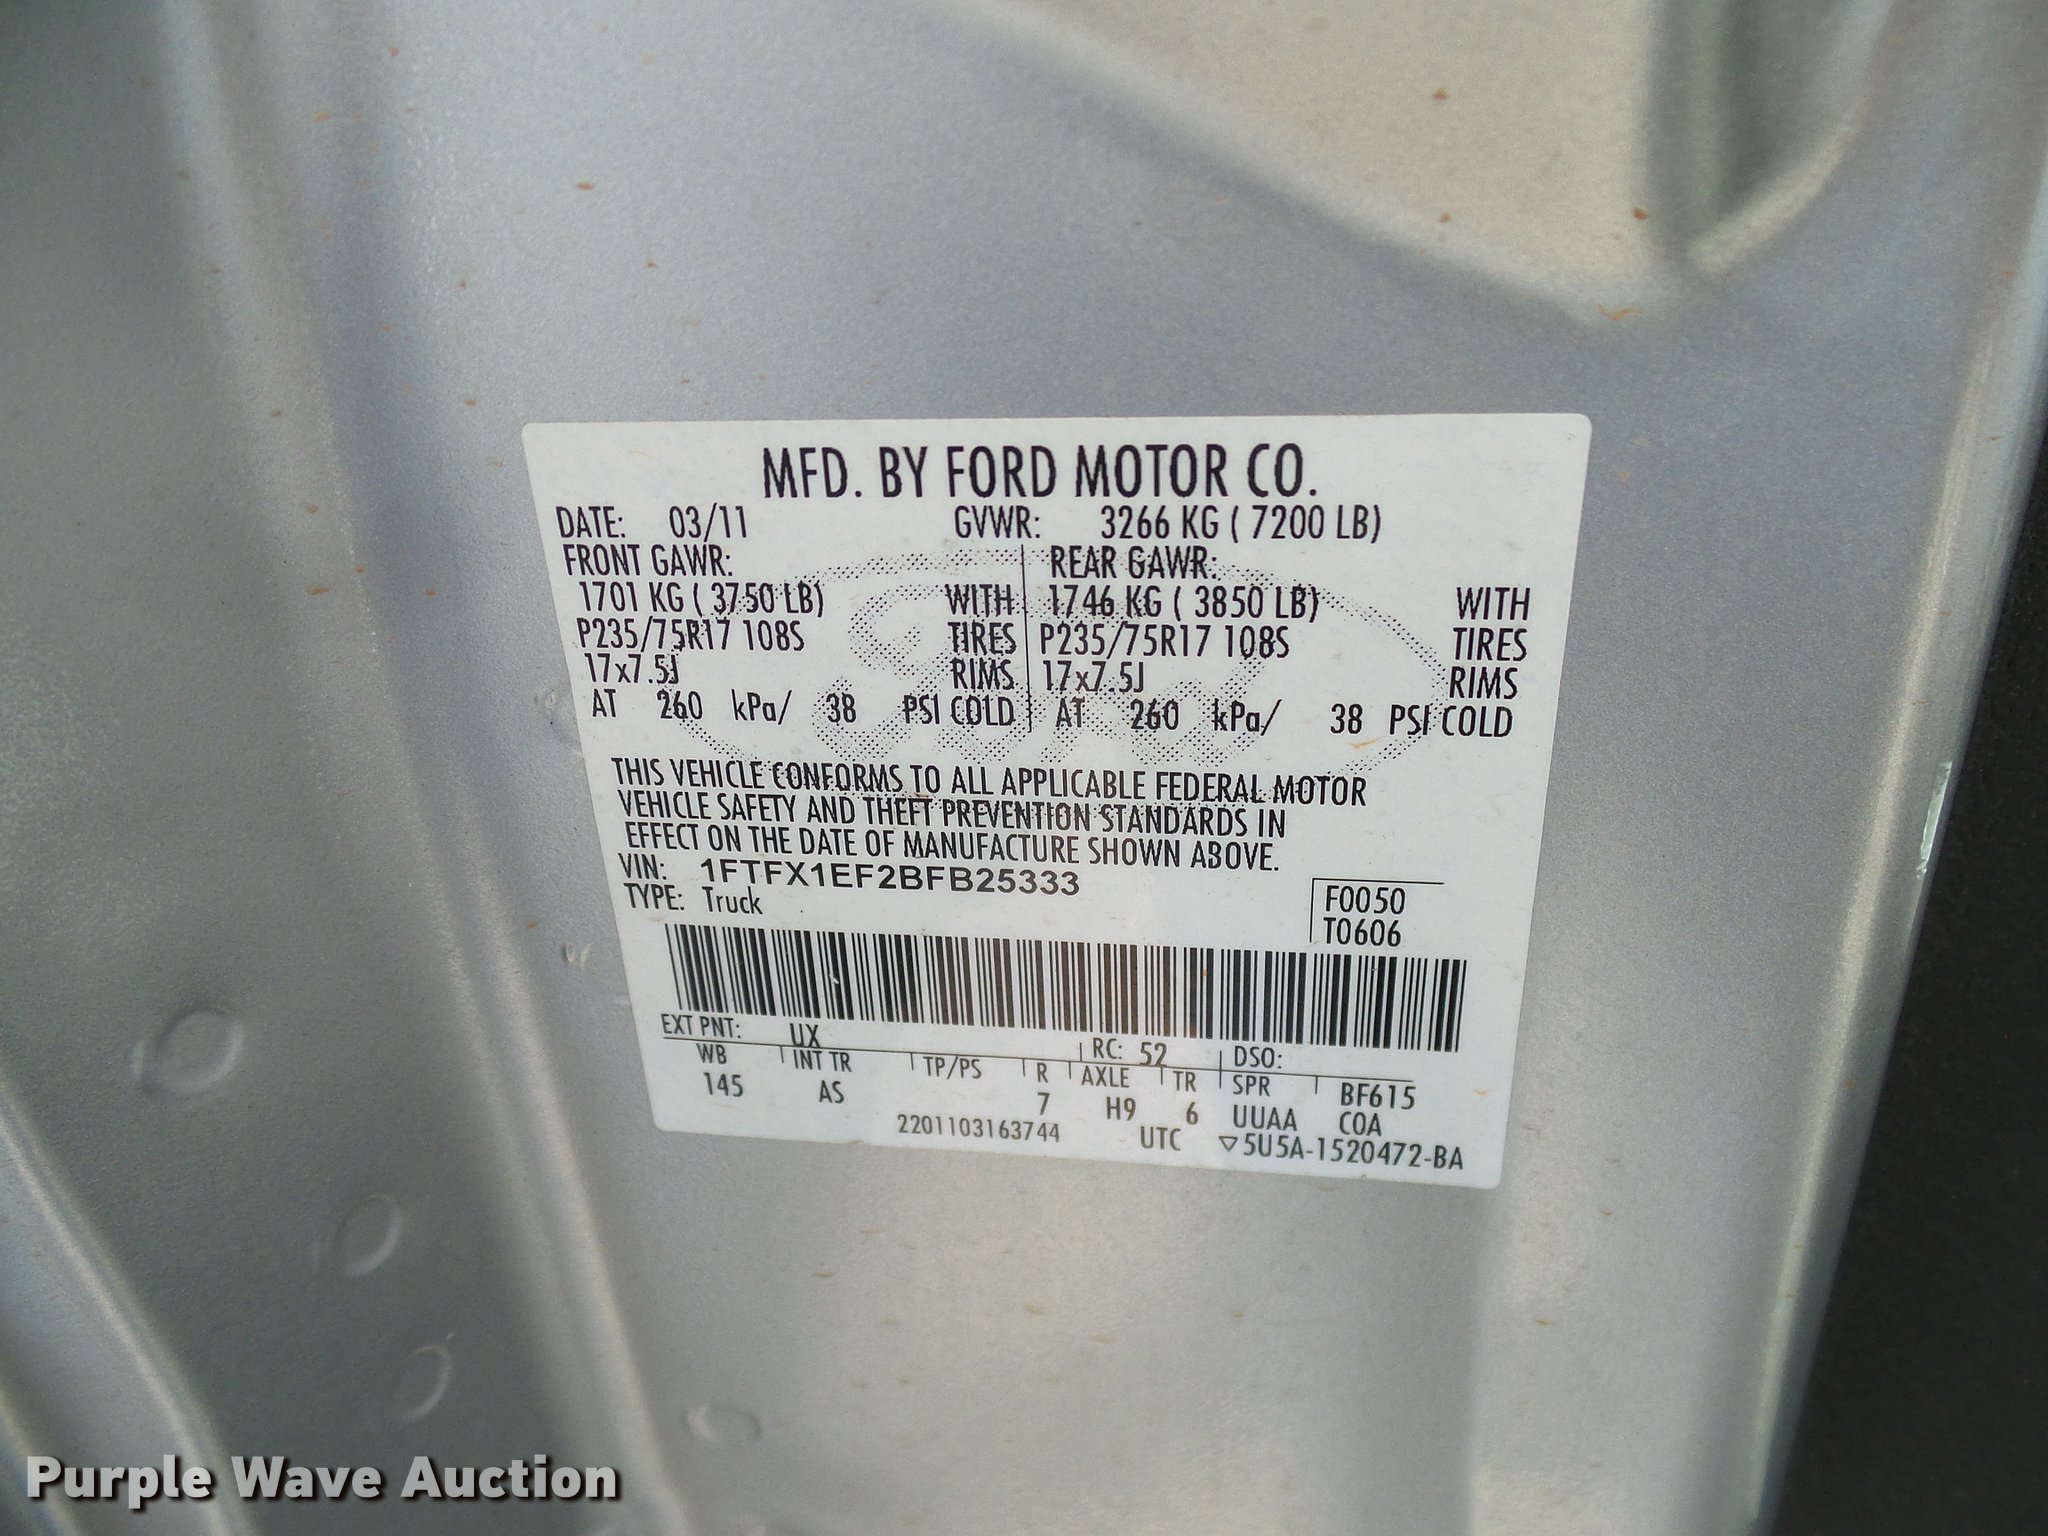 MFD. BY FORD MOTOR CO.
DATE: 03/11 GVWR: 3266 KG ( 7200 LB)
FRONT GAWR: REAR GAWR:
1701 KG ( 3750 LB) WITH 1746 KG ( 3850 LB) WITH
P235/75R17 108S TIRES P235/75R17 108S TIRES
17x7.5J RIMS 17x7.5J RIMS
AT 260 kPa/ 38 PSI COLD AT 260 kPa/ 38 PSI COLD
THIS VEHICLE CONFORMS TO ALL APPLICABLE FEDERAL MOTOR
VEHICLE SAFETY AND THEFT PREVENTION STANDARDS IN
EFFECT ON THE DATE OF MANUFACTURE SHOWN ABOVE.
VIN: 1FTFX1EF2BFB25333
TYPE: Truck
F0050
T0606
EXT PNT: UX RC: 52 DSO:
WB INT TR TP/PS R AXLE TR SPR BF615
145 AS 7 H9 6 UUAA COA
2201103163744 UTC ▽5U5A-1520472-BA
Purple Wave Auction